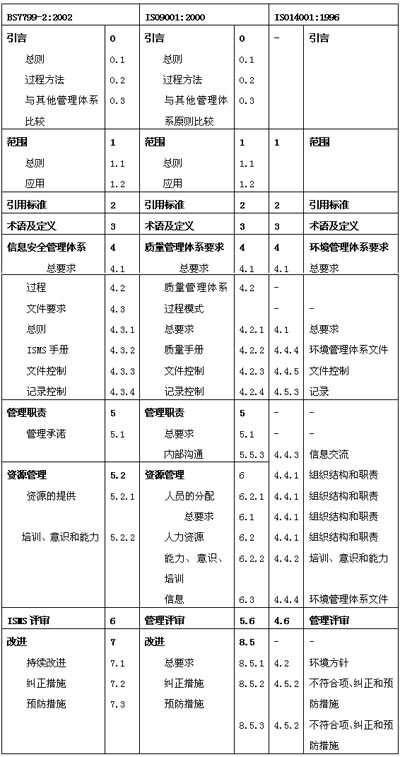 BS7799-2:2002 IS09001:2000 IS014001:1996
引言 0 引言 0 - 引言
总则 0.1 总则 0.1
过程方法 0.2 过程方法 0.2
与其他管理体系 0.3 与其他管理体 0.3
比较 系原则比较
范围 1 范围 1 1 范围
总则 1.1 总则 1.1
应用 1.2 应用 1.2
引用标准 2 引用标准 2 2 引用标准
术语及定义 3 术语及定义 3 3 术语及定义
信息安全管理体系 4 质量管理体系要求 4 4 环境管理体系要求
总要求 4.1 总要求 4.1 4.1 总要求
过程 4.2 质量管理体系 4.2 -
文件要求 4.3 过程模式 - -
总则 4.3.1 总要求 4.2.1 4.1 总要求
ISMS 手册 4.3.2 质量手册 4.2.2 4.4.4 环境管理体系文件
文件控制 4.3.3 文件控制 4.2.3 4.4.5 文件控制
记录控制 4.3.4 记录控制 4.2.4 4.5.3 记录
管理职责 5 管理职责 5 - -
管理承诺 5.1 总要求 5.1 - -
内部沟通 5.5.3 4.4.3 信息交流
资源管理 5.2 资源管理 6 4.4.1 组织结构和职责
资源的提供 5.2.1 人员的分配 6.2.1 4.4.1 组织结构和职责
总要求 6.1 4.4.1 组织结构和职责
培训、意识和能力 5.2.2 人力资源 6.2 4.4.1 组织结构和职责
能力、意识、 6.2.2 4.4.2 培训、意识和能力
培训
信息 6.3 4.4.4 环境管理体系文件
ISMS 评审 6 管理评审 5.6 4.6 管理评审
改进 7 改进 8.5 - -
持续改进 7.1 总要求 8.5.1 4.2 环境方针
纠正措施 7.2 纠正措施 8.5.2 4.5.2 不符合项、纠正和预
预防措施 7.3 预防措施 防措施
8.5.3 4.5.2 不符合项、纠正和预
防措施